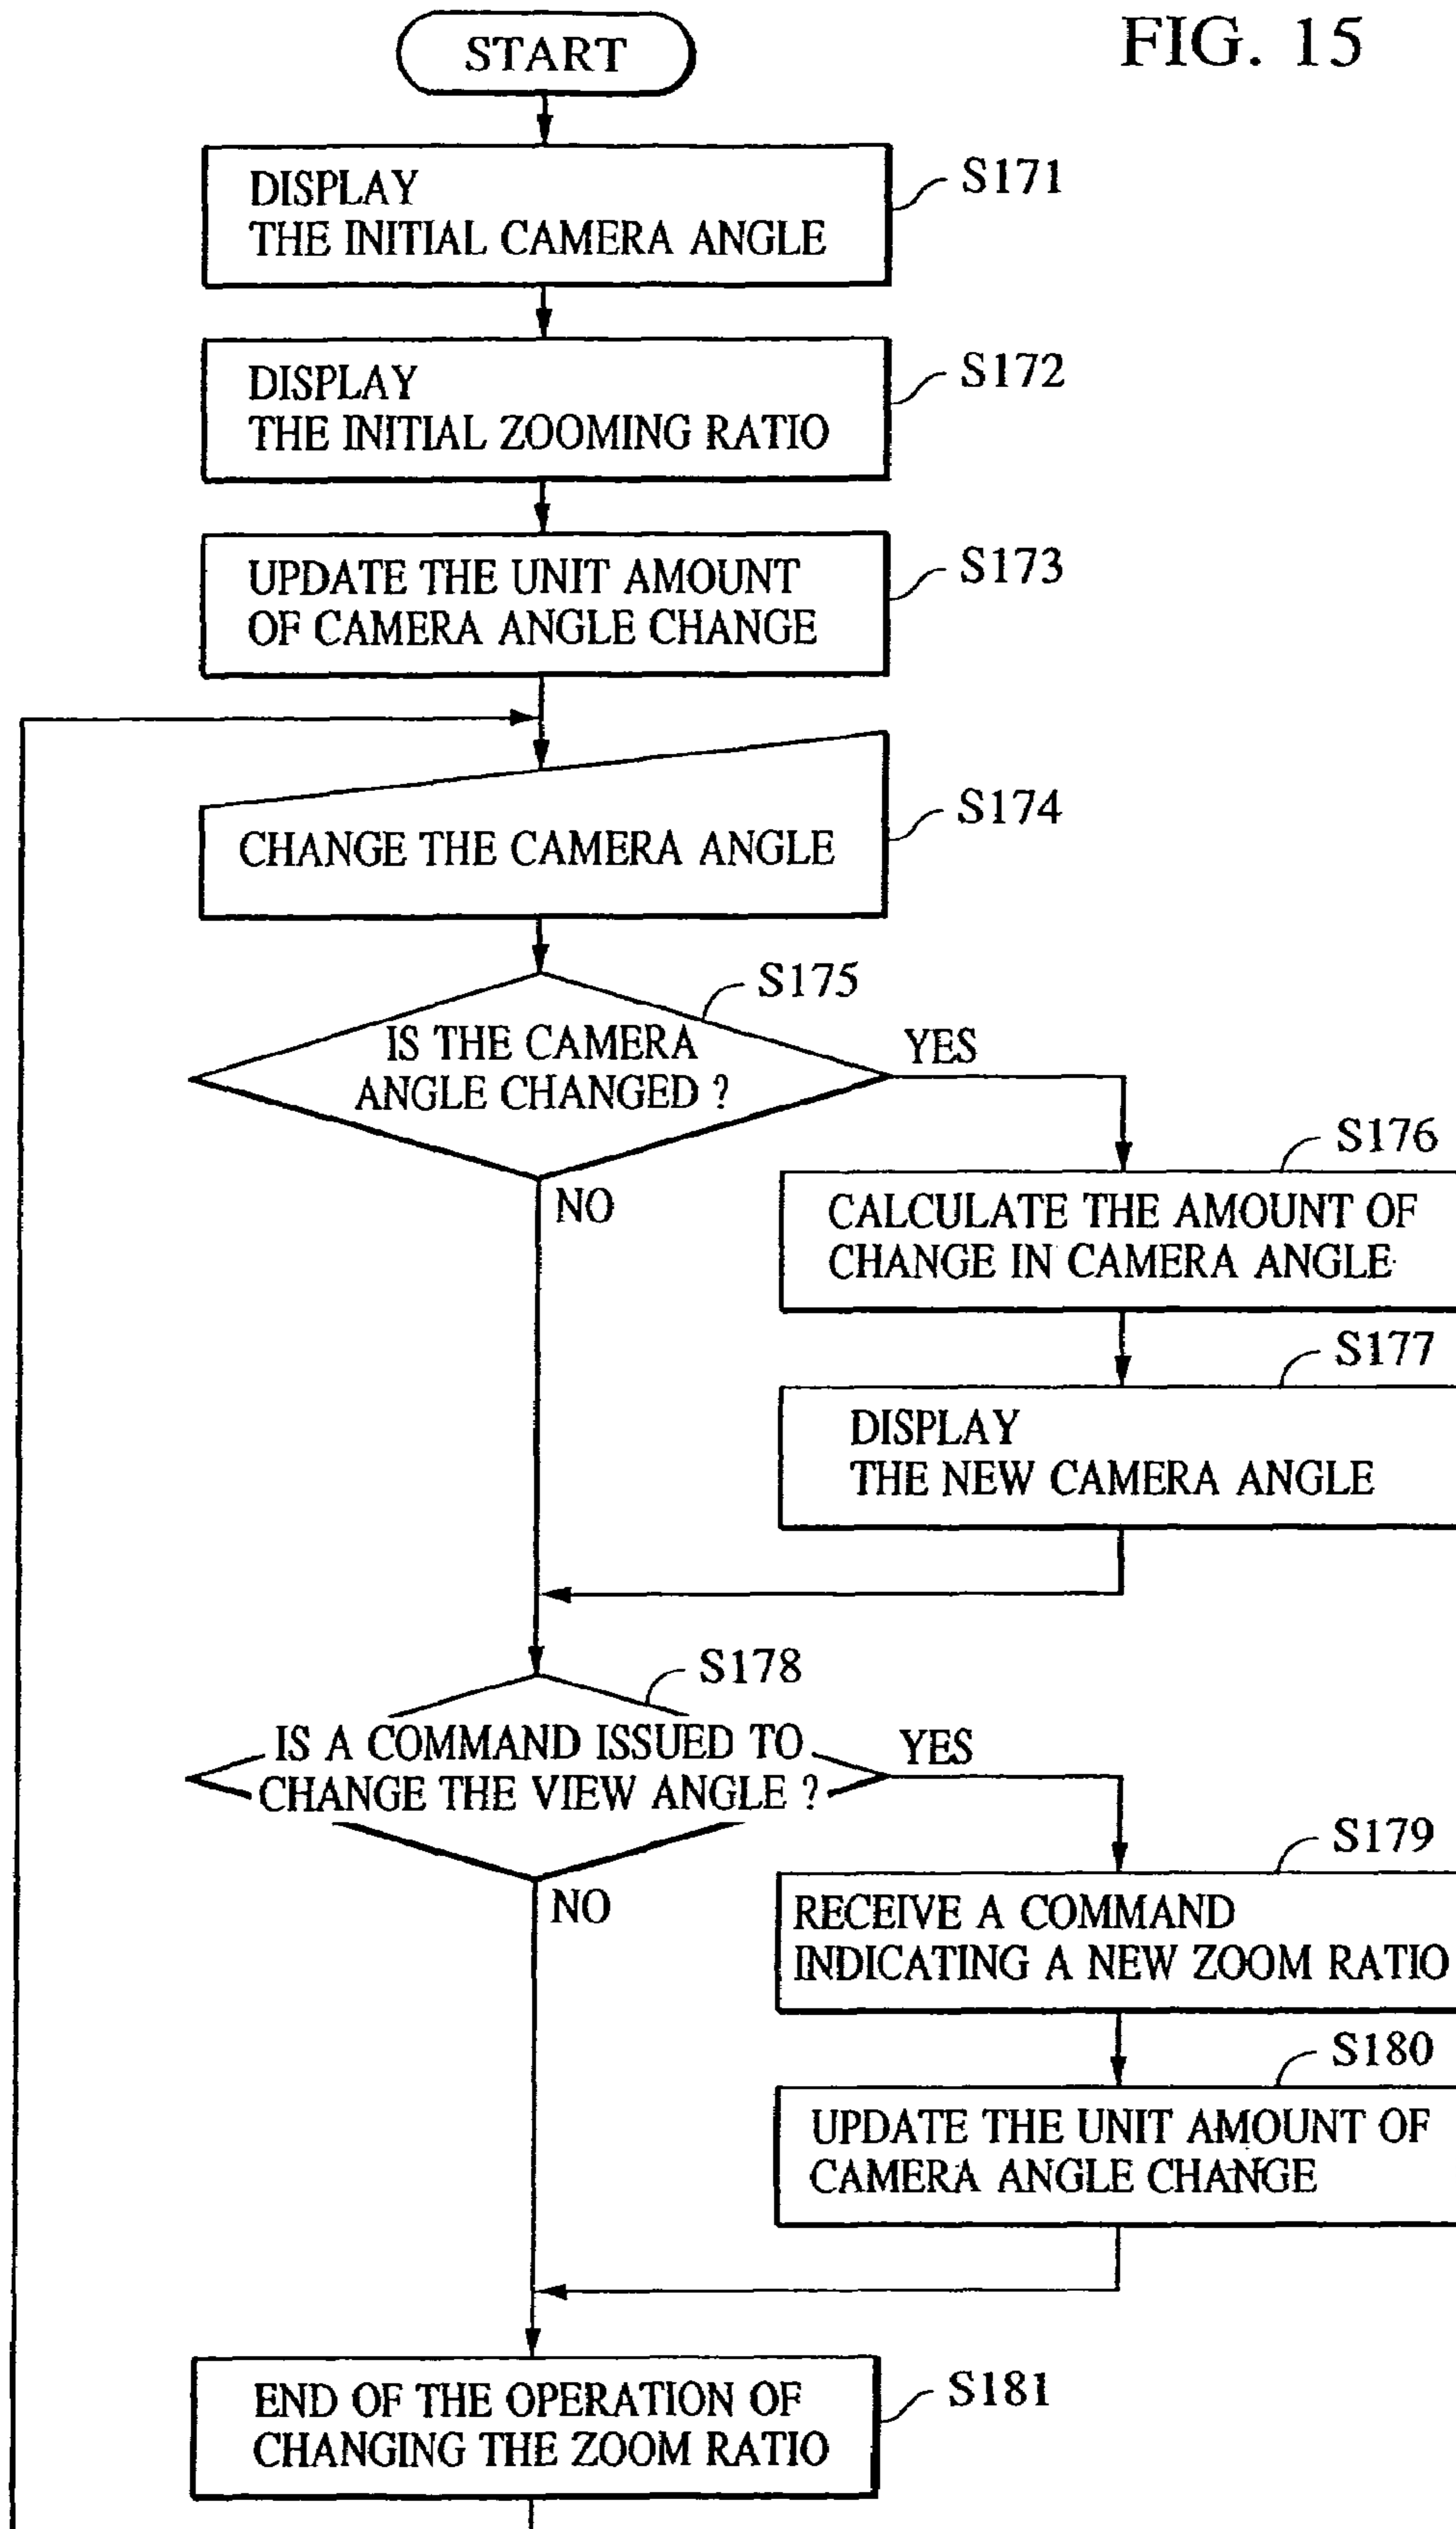 FIG. 15
START
DISPLAY
THE INITIAL CAMERA ANGLE
S171
DISPLAY
THE INITIAL ZOOMING RATIO
S172
UPDATE THE UNIT AMOUNT
OF CAMERA ANGLE CHANGE
S173
CHANGE THE CAMERA ANGLE
S174
S175
IS THE CAMERA
ANGLE CHANGED ?
YES
NO
S176
CALCULATE THE AMOUNT OF
CHANGE IN CAMERA ANGLE
S177
DISPLAY
THE NEW CAMERA ANGLE
S178
IS A COMMAND ISSUED TO
CHANGE THE VIEW ANGLE ?
YES
NO
S179
RECEIVE A COMMAND
INDICATING A NEW ZOOM RATIO
S180
UPDATE THE UNIT AMOUNT OF
CAMERA ANGLE CHANGE
END OF THE OPERATION OF
CHANGING THE ZOOM RATIO
S181